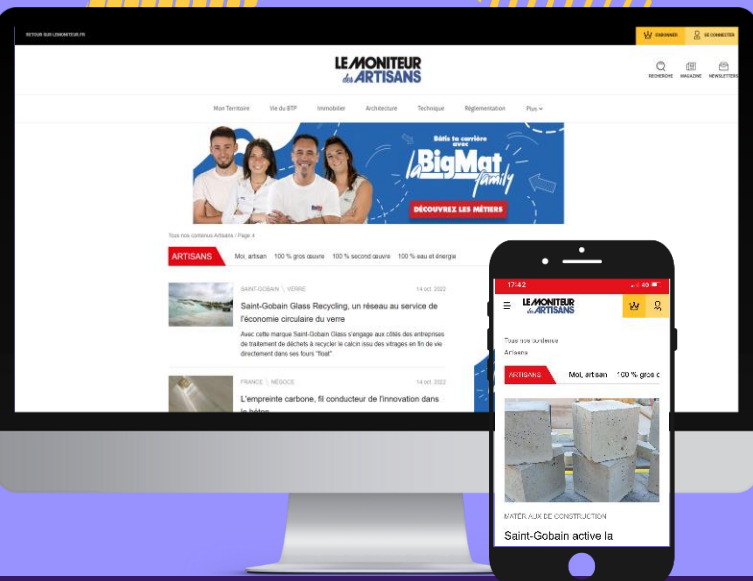 RETOUR SUR LEMONITEUR.FR
S'ABONNER
SE CONNECTER
LE MONITEUR
des ARTISANS
RECHERCHE
MAGAZINE
NEWSLETTERS
Mon Territoire
Vie du BTP
Immobilier
Architecture
Technique
Réglementation
Plus
Bâtis ta carrière
avec
la BigMat
family
DÉCOUVREZ LES MÉTIERS
Tous nos contenus Artisans / Page 4
ARTISANS
Moi, artisan
100 % gros œuvre
100 % second œuvre
100 % eau et énergie
SAINT-GOBAIN \ VERRE
14 oct. 2022
Saint-Gobain Glass Recycling, un réseau au service de
l'économie circulaire du verre
Avec cette marque Saint-Gobain Glass s'engage aux côtés des entreprises
de traitement de déchets à recycler le calcin issu des vitrages en fin de vie
directement dans ses fours "float".
FRANCE \ NÉGOCE
14 oct. 2022
L'empreinte carbone, fil conducteur de l'innovation dans
le béton
17:42
4G
LE MONITEUR
des ARTISANS
Tous nos contenus
Artisans
ARTISANS
Moi, artisan
100 % gros
MATÉRIAUX DE CONSTRUCTION
Saint-Gobain active la